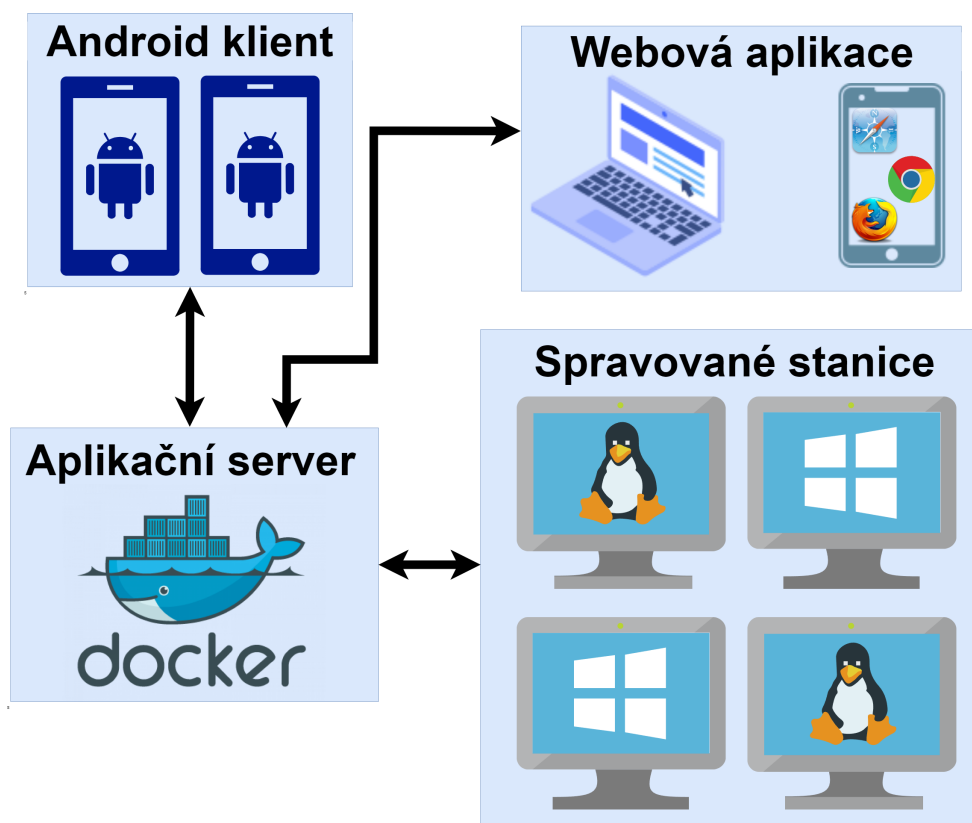 Android klient
Webová aplikace
Spravované stanice
Aplikační server
docker